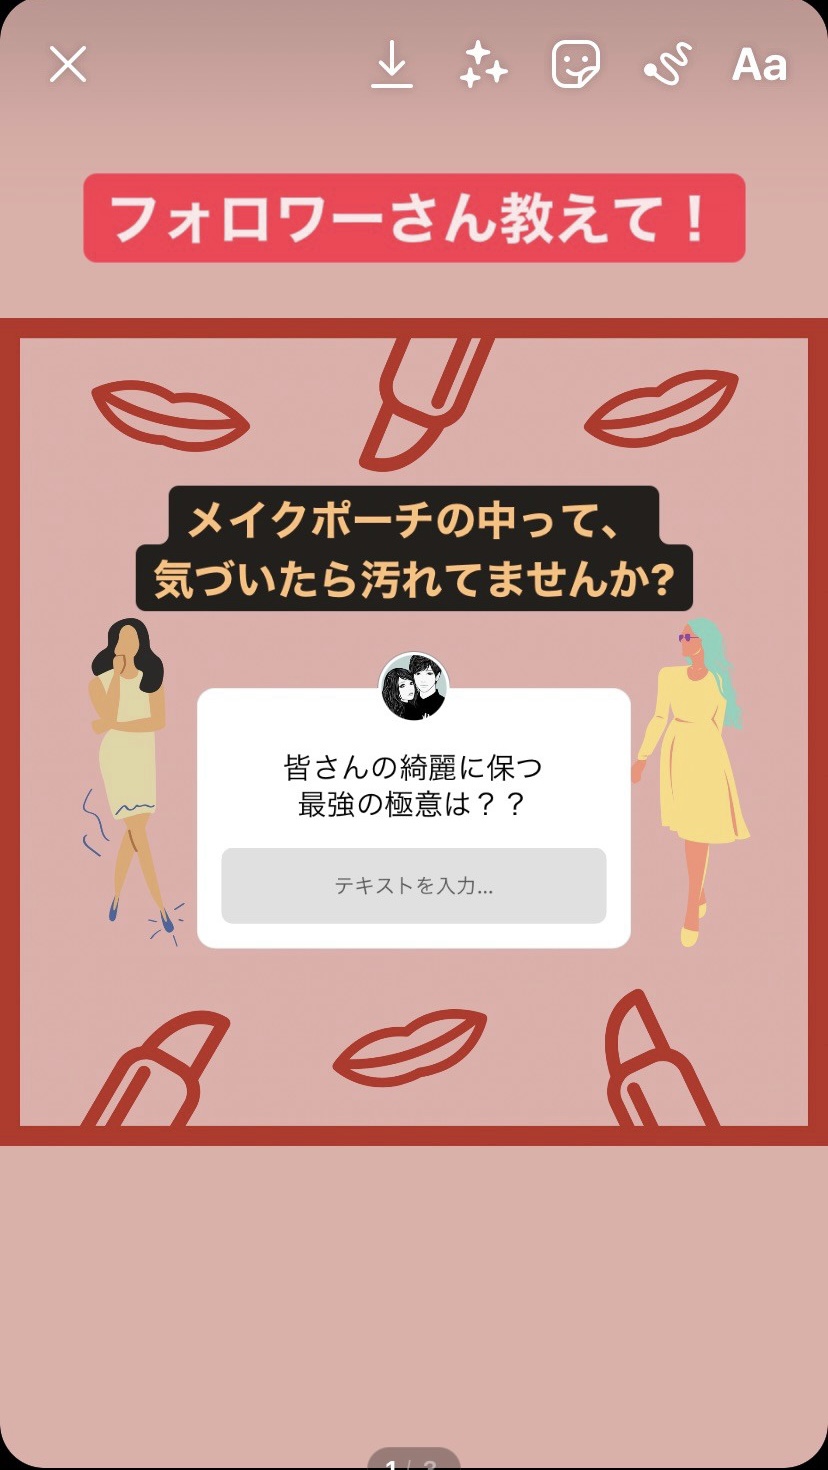 Aa
フォロワーさん教えて！
メイクポーチの中って、
気づいたら汚れてませんか?
皆さんの綺麗に保つ
最強の極意は？？
テキストを入力...